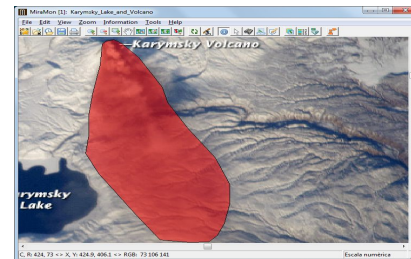 MiraMon [1]: Karymsky_Lake_and_Volcano
File Edit View Zoom Information Tools Help
Karymsky Volcano
rymsky
Lake
C, R: 424, 73 <> X, Y: 424.9, 406.1 <> RGB: 73 106 141
Escala numérica